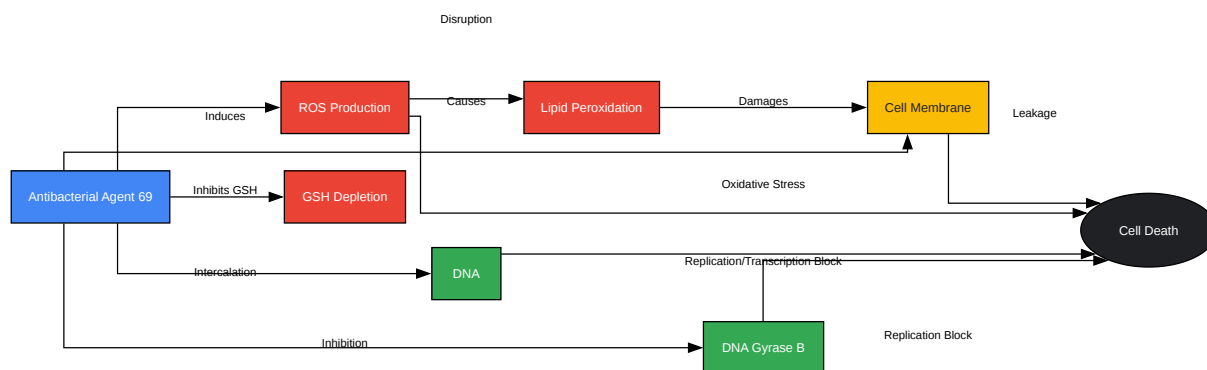 Disruption
ROS Production
Causes
Lipid Peroxidation
Damages
Cell Membrane
Leakage
Induces
Oxidative Stress
Antibacterial Agent 69
Inhibits GSH
GSH Depletion
Cell Death
Intercalation
DNA
Replication/Transcription Block
Inhibition
DNA Gyrase B
Replication Block